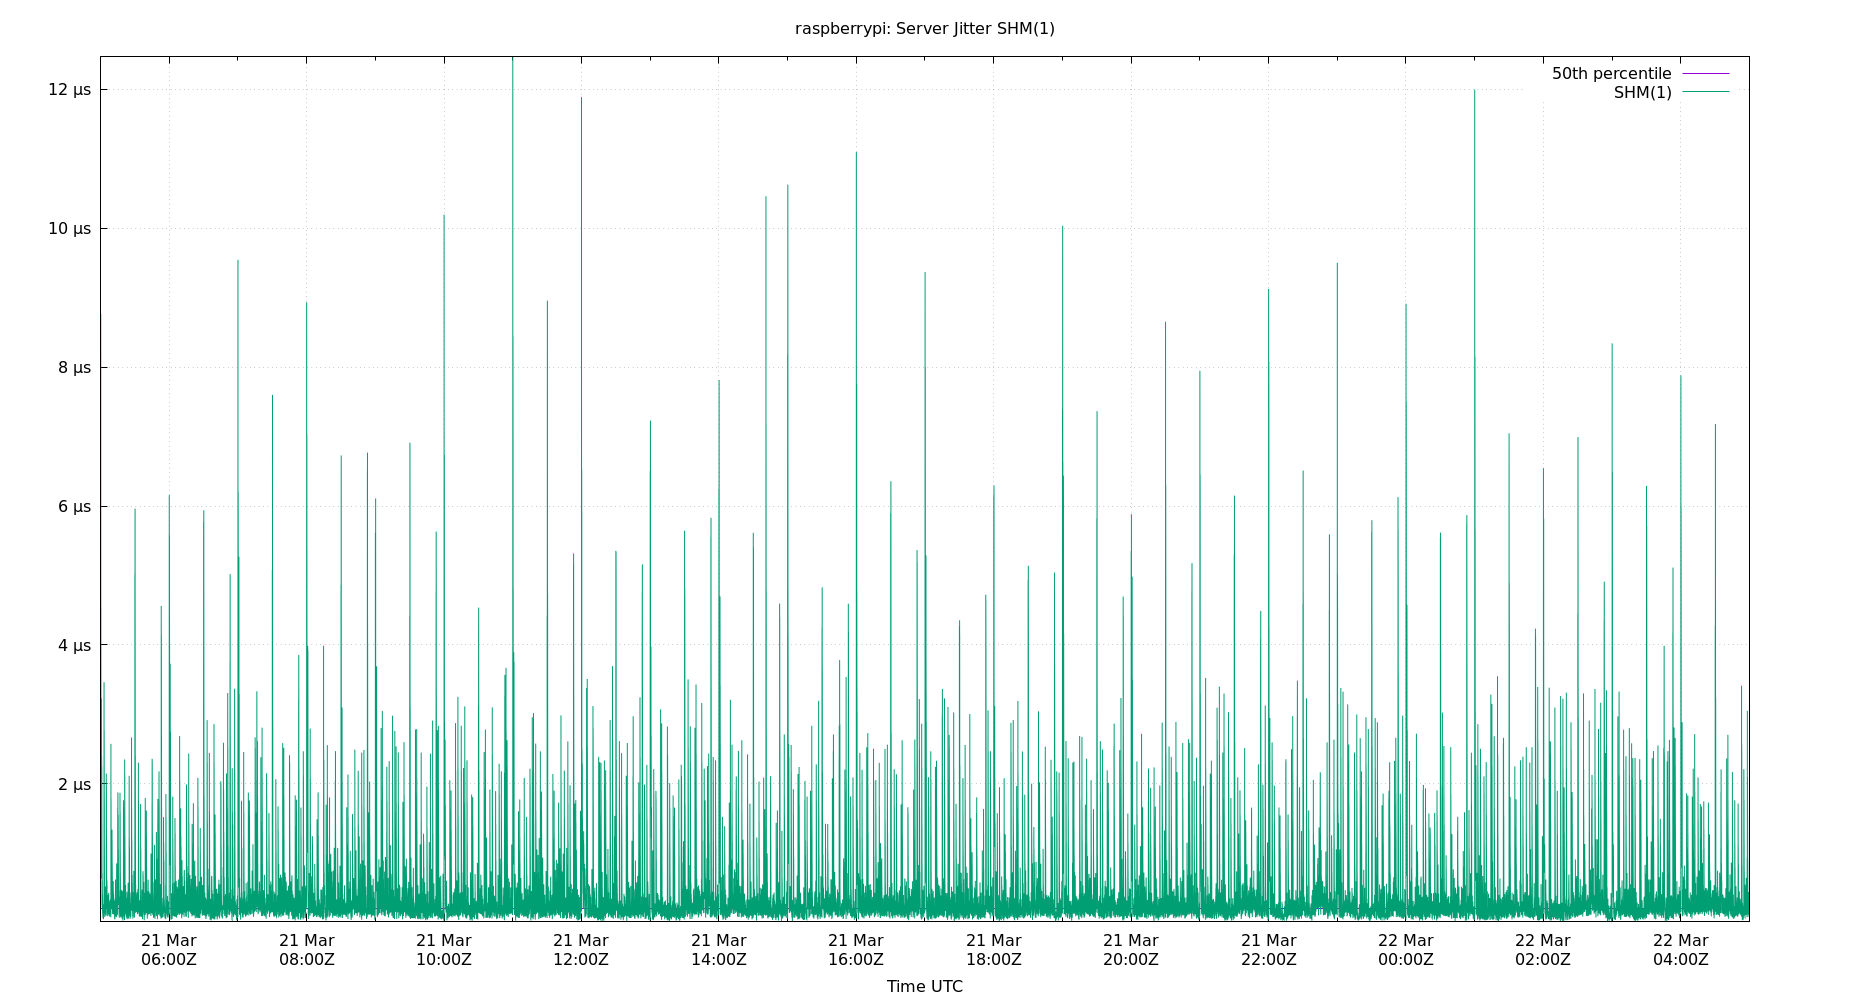 raspberrypi: Server Jitter SHM(1)
50th percentile
SHM(1)
12 µs
10 µs
8 µs
6 µs
4 µs
2 µs
21 Mar 21 Mar 21 Mar 21 Mar 21 Mar 21 Mar 21 Mar 21 Mar 21 Mar 22 Mar 22 Mar 22 Mar
06:00Z 08:00Z 10:00Z 12:00Z 14:00Z 16:00Z 18:00Z 20:00Z 22:00Z 00:00Z 02:00Z 04:00Z
Time UTC